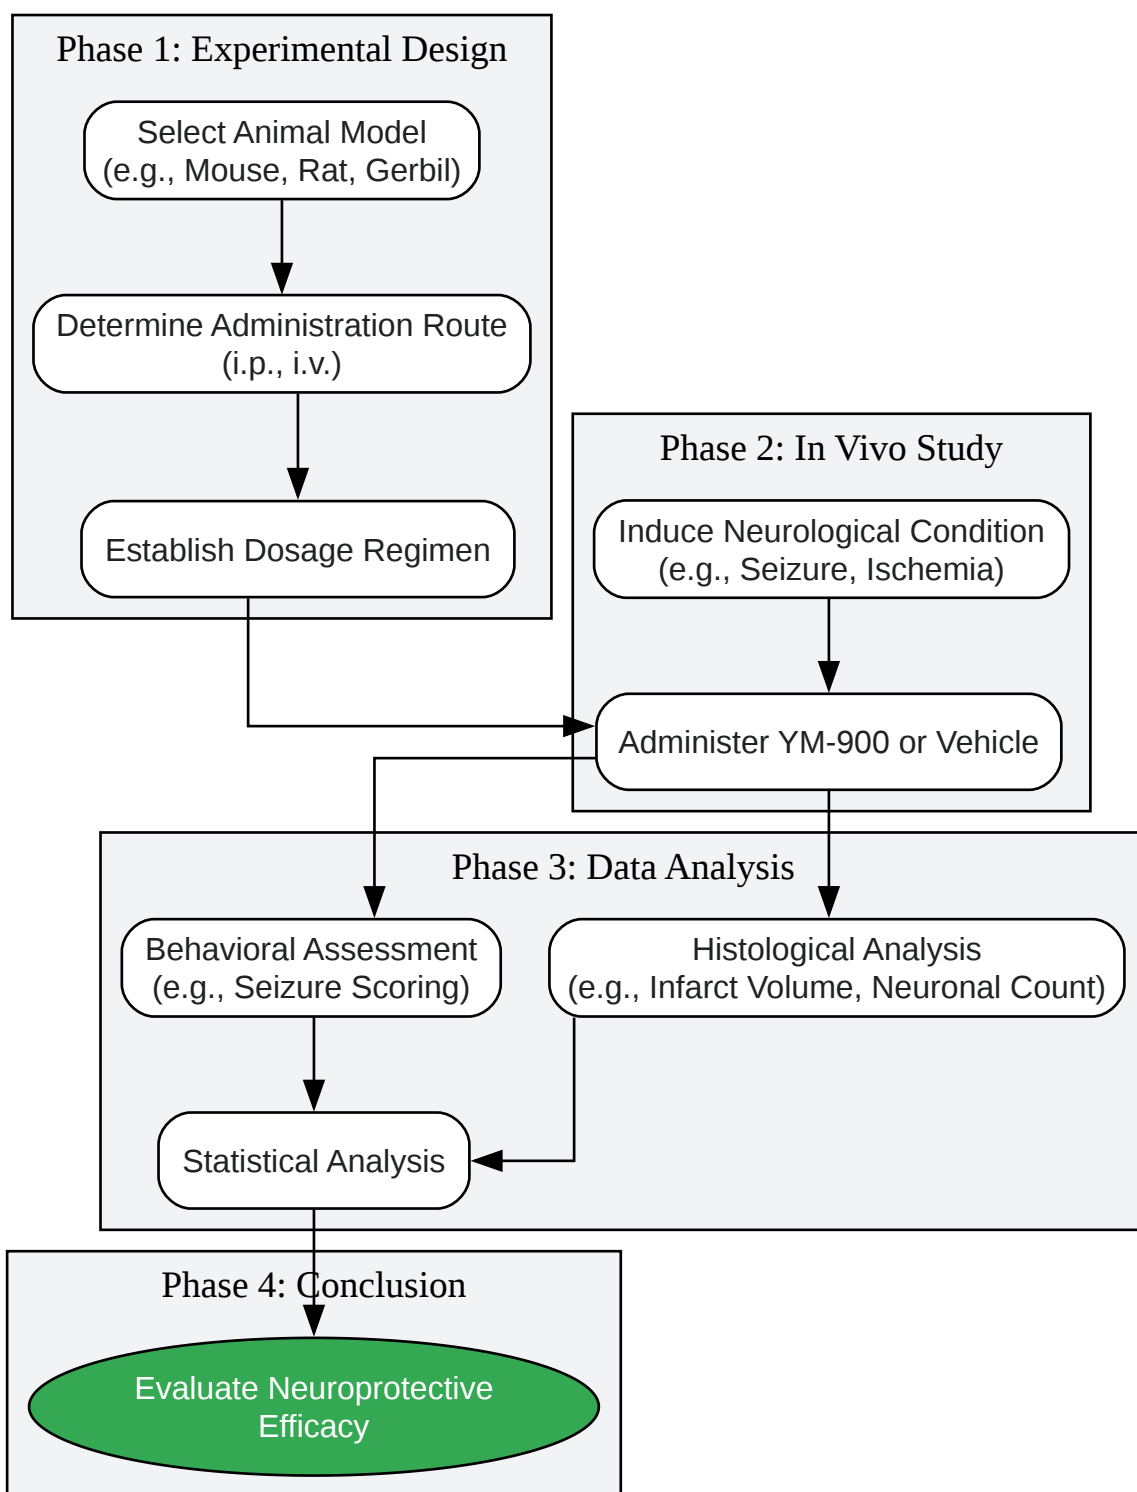 Phase 1: Experimental Design
Select Animal Model
(e.g., Mouse, Rat, Gerbil)
Determine Administration Route
(i.p., i.v.)
Establish Dosage Regimen
Phase 2: In Vivo Study
Induce Neurological Condition
(e.g., Seizure, Ischemia)
Administer YM-900 or Vehicle
Phase 3: Data Analysis
Behavioral Assessment
(e.g., Seizure Scoring)
Histological Analysis
(e.g., Infarct Volume, Neuronal Count)
Statistical Analysis
Phase 4: Conclusion
Evaluate Neuroprotective
Efficacy